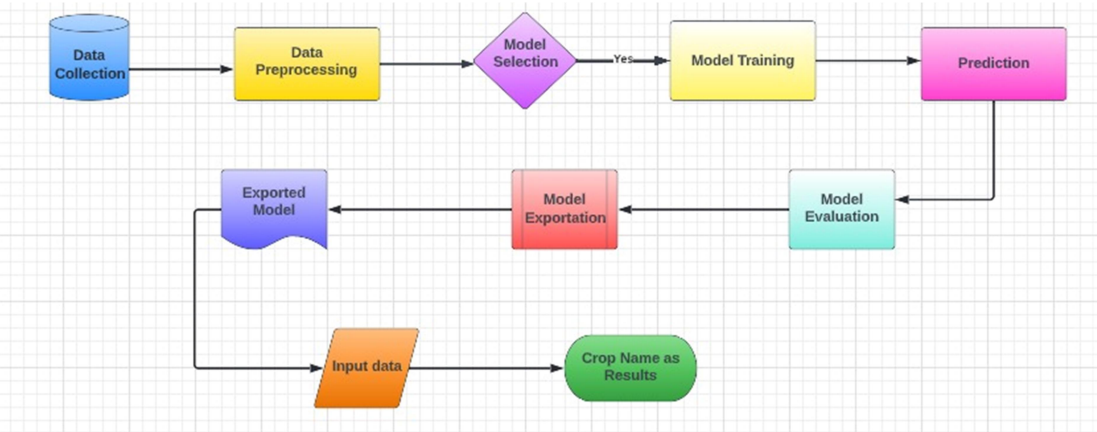 Data
Collection
Data
Preprocessing
Model
Selection
Yes
Model Training
Prediction
Exported
Model
Model
Exportation
Model
Evaluation
Input data
Crop Name as
Results